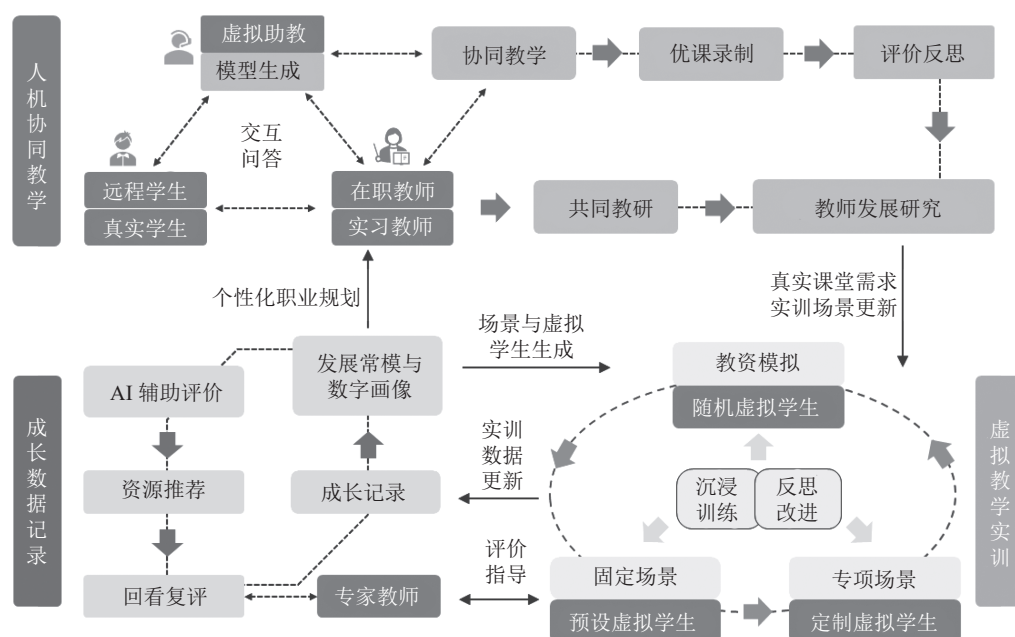 人机协同教学
虚拟助教
模型生成
协同教学
优课录制
评价反思
交互
问答
远程学生
真实学生
在职教师
实习教师
共同教研
教师发展研究
个性化职业规划
真实课堂需求
实训场景更新
场景与虚拟
学生生成
成长数据记录
AI 辅助评价
发展常模与
数字画像
资源推荐
成长记录
回看复评
专家教师
实训
数据
更新
评价
指导
教资模拟
随机虚拟学生
沉浸
训练
反思
改进
固定场景
预设虚拟学生
专项场景
定制虚拟学生
虚拟教学实训